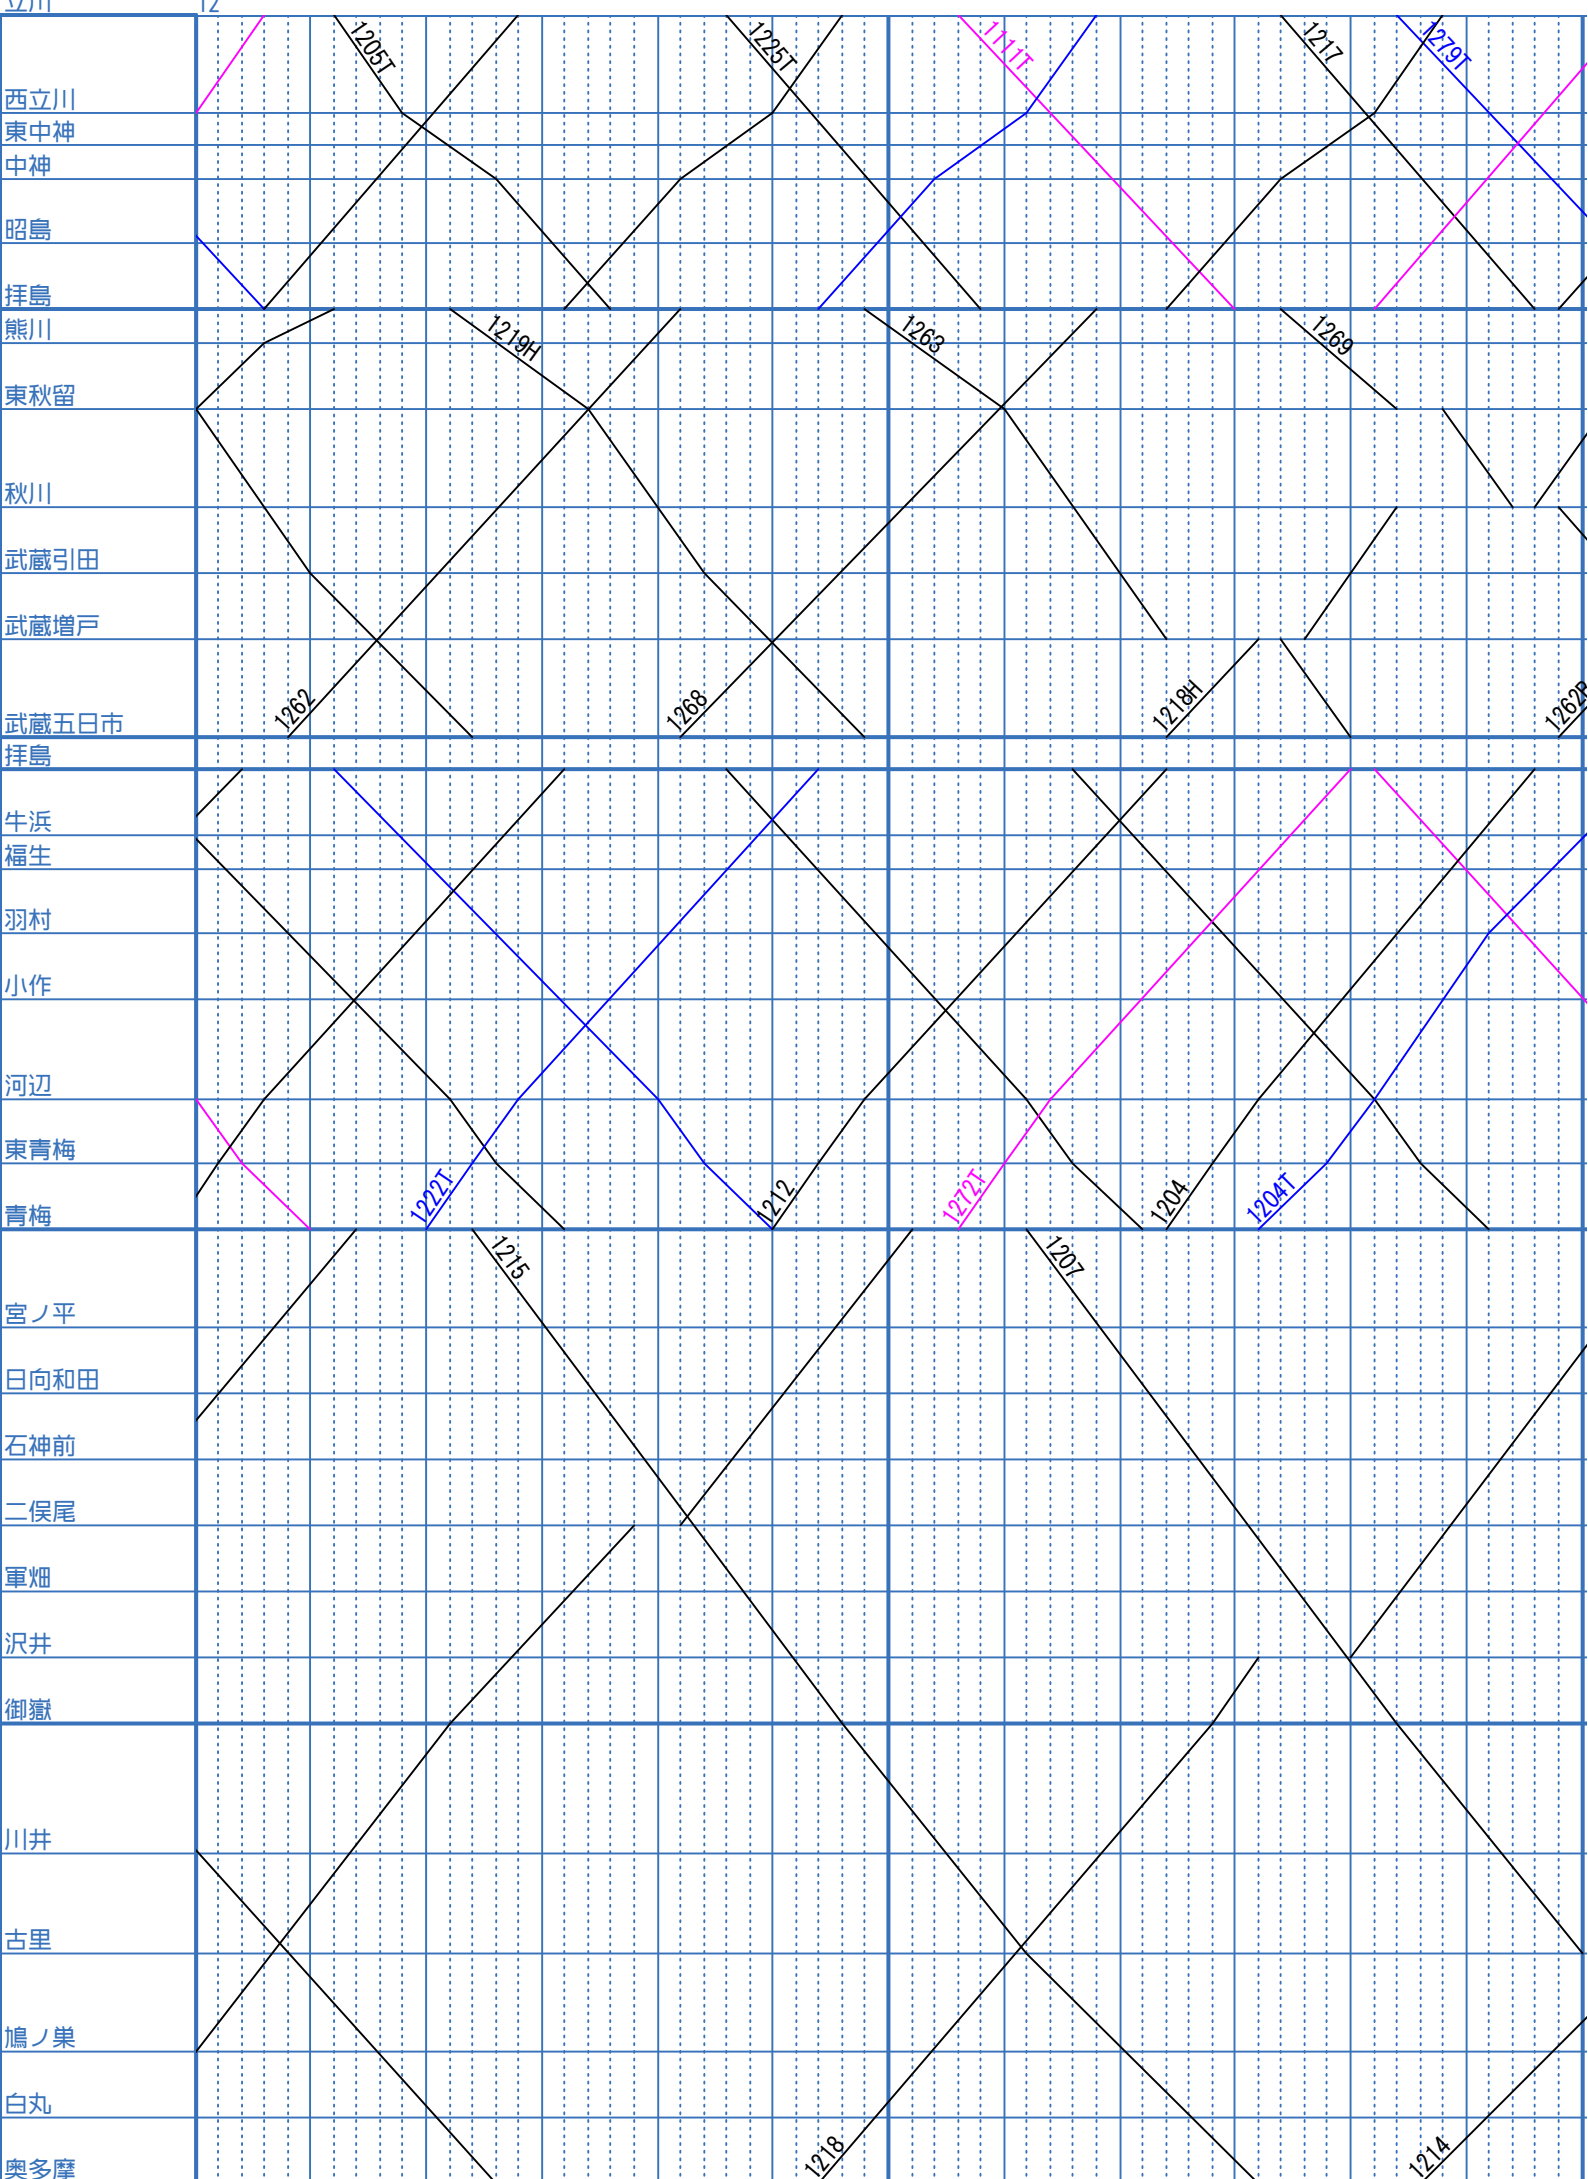 立川 12
1205T 1225T 1111T 1217 1279T
西立川
東中神
中神
昭島
拝島
熊川 1219H 1263 1269
東秋留
秋川
武蔵引田
武蔵増戸
武蔵五日市 1262 1268 1218H
拝島
牛浜
福生
羽村
小作
河辺
東青梅
青梅 1222T 1212 1272T 1204 1204T
1215 1207
宮ノ平
日向和田
石神前
二俣尾
軍畑
沢井
御嶽
川井
古里
鳩ノ巣
白丸
奥多摩 1218 1214